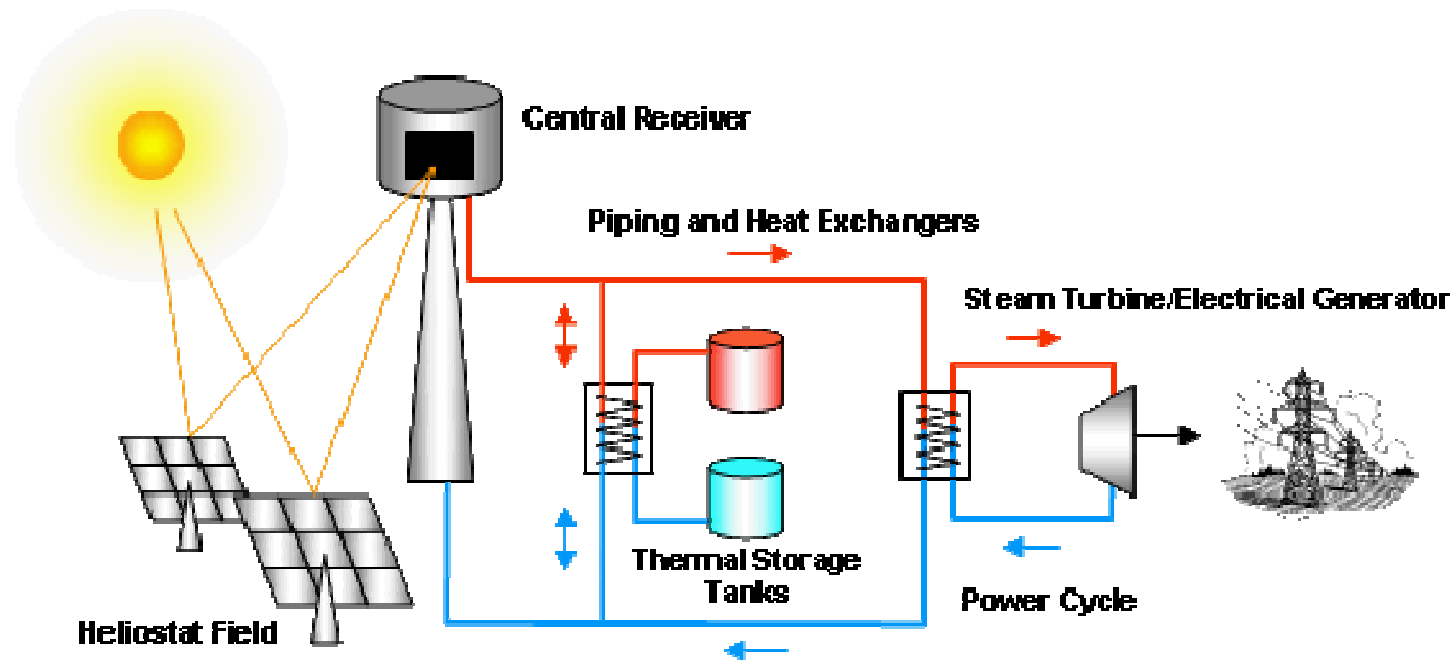 Central Receiver
Piping and Heat Exchangers
Steam Turbine/Electrical Generator
Thermal Storage
Tanks
Power Cycle
Heliostat Field